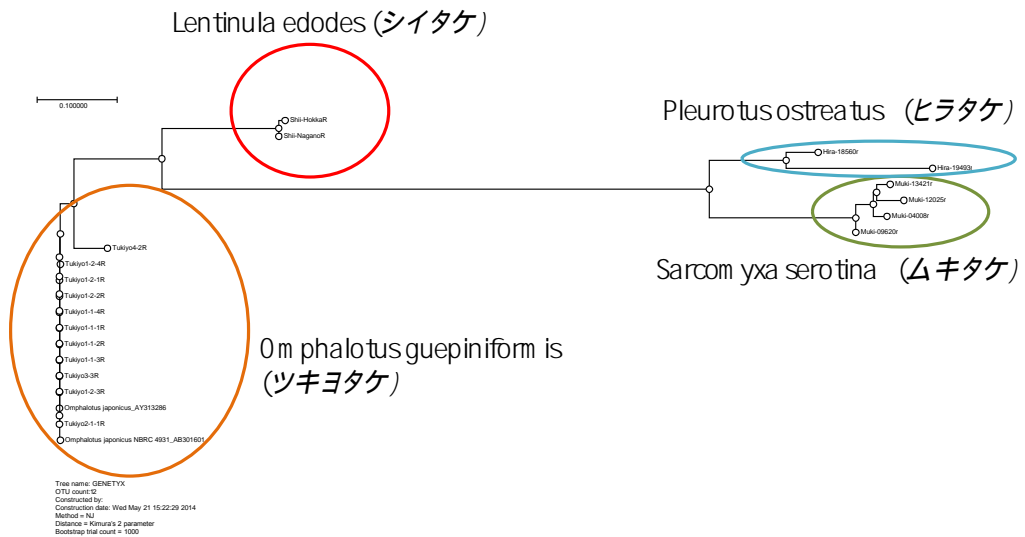 Lentinula edodes (シイタケ)
0.100000
Shii-HokkaR
Shii-NaganoR
Pleurotus ostreatus (ヒラタケ)
Hira-18560r
Hira-19493r
Muki-13421r
Muki-12025r
Muki-04008r
Muki-09620r
Sarcomyxa serotina (ムキタケ)
Tukiyo4-2R
Tukiyo1-2-4R
Tukiyo1-2-1R
Tukiyo1-2-2R
Tukiyo1-1-4R
Tukiyo1-1-1R
Tukiyo1-1-2R
Tukiyo1-1-3R
Tukiyo3-3R
Tukiyo1-2-3R
Omphalotus japonicus_AY313286
Tukiyo2-1-1R
Omphalotus japonicus NBRC 4931_AB301601
Omphalotus guepiniformis
(ツキヨタケ)
Tree name: GENETYX
OTU count:12
Constructed by:
Construction date: Wed May 21 15:22:29 2014
Method = NJ
Distance = Kimura's 2 parameter
Bootstrap trial count = 1000